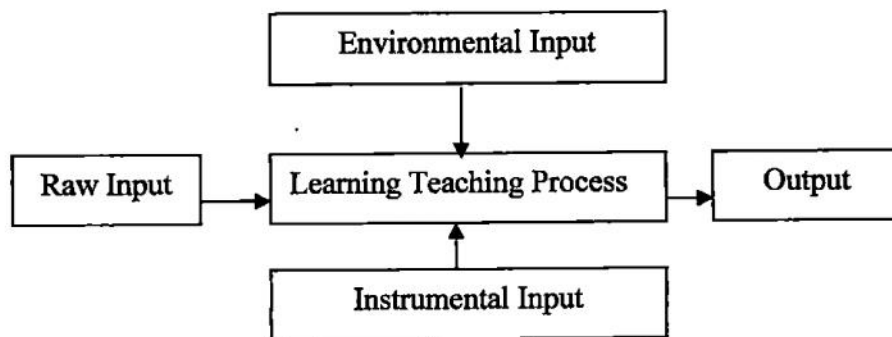 Environmental Input
Raw Input
Learning Teaching Process
Output
Instrumental Input